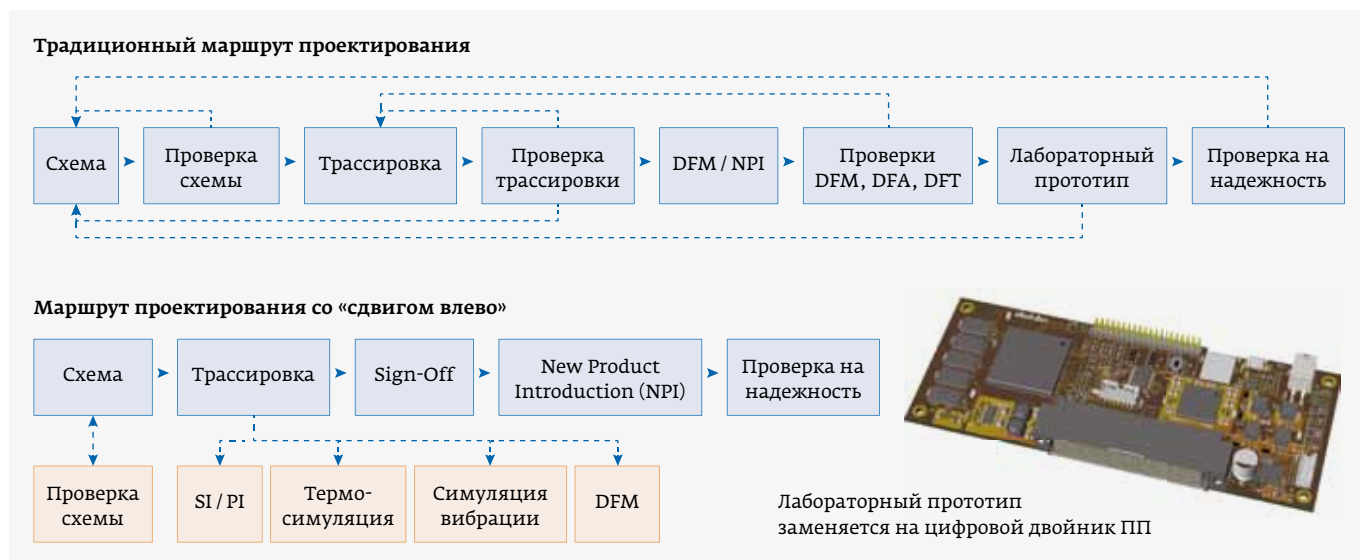 Традиционный маршрут проектирования
Схема
Проверка
схемы
Трассировка
Проверка
трассировки
DFM / NPI
Проверки
DFM, DFA, DFT
Лабораторный
прототип
Проверка на
надежность
Маршрут проектирования со «сдвигом влево»
Схема
Трассировка
Sign-Off
New Product
Introduction (NPI)
Проверка на
надежность
Проверка
схемы
SI / PI
Термо-
симуляция
Симуляция
вибрации
DFM
Лабораторный прототип
заменяется на цифровой двойник ПП